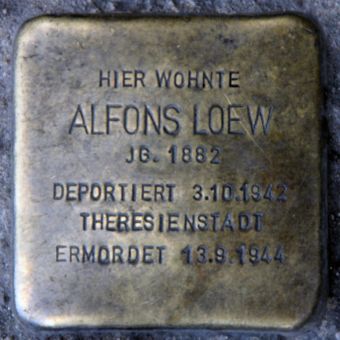 HIER WOHNTE
ALFONS LOEW
JG. 1882
DEPORTIERT 3.10.1942
THERESIENSTADT
ERMORDET 13.9.1944